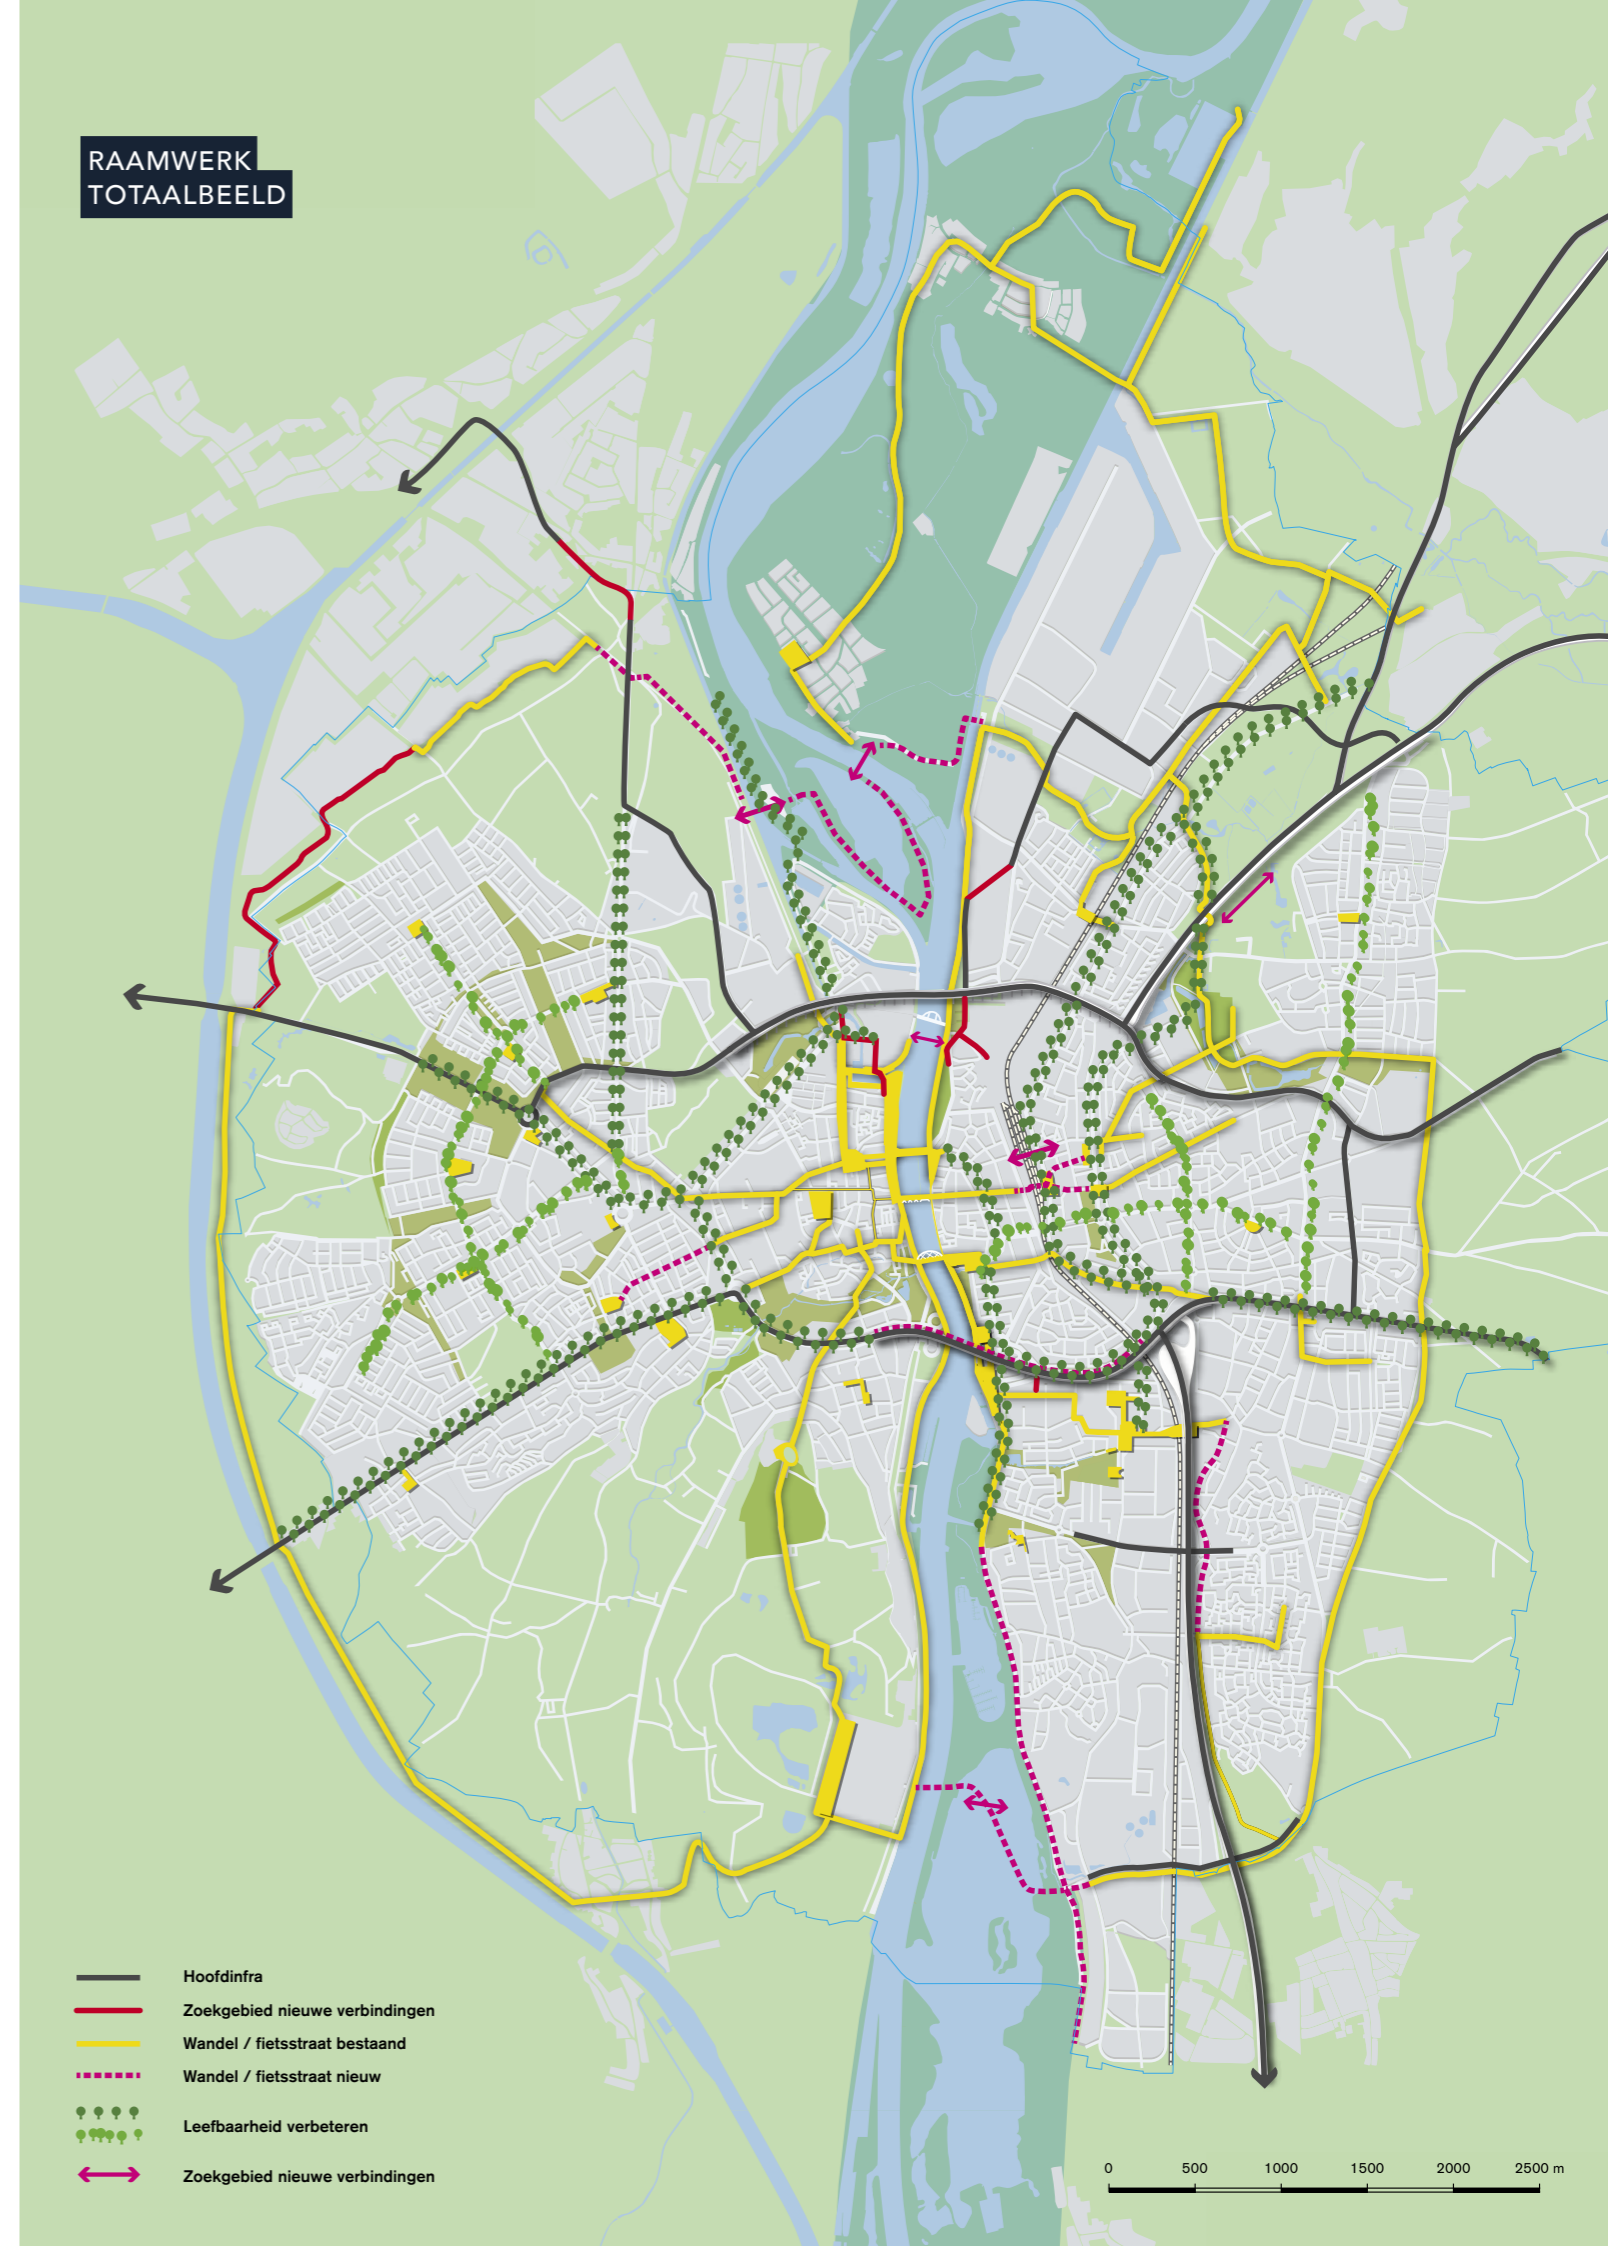 RAAMWERK
TOTAALBEELD
Hoofdinfra
Zoekgebied nieuwe verbindingen
Wandel / fietsstraat bestaand
Wandel / fietsstraat nieuw
Leefbaarheid verbeteren
Zoekgebied nieuwe verbindingen
0 500 1000 1500 2000 2500 m